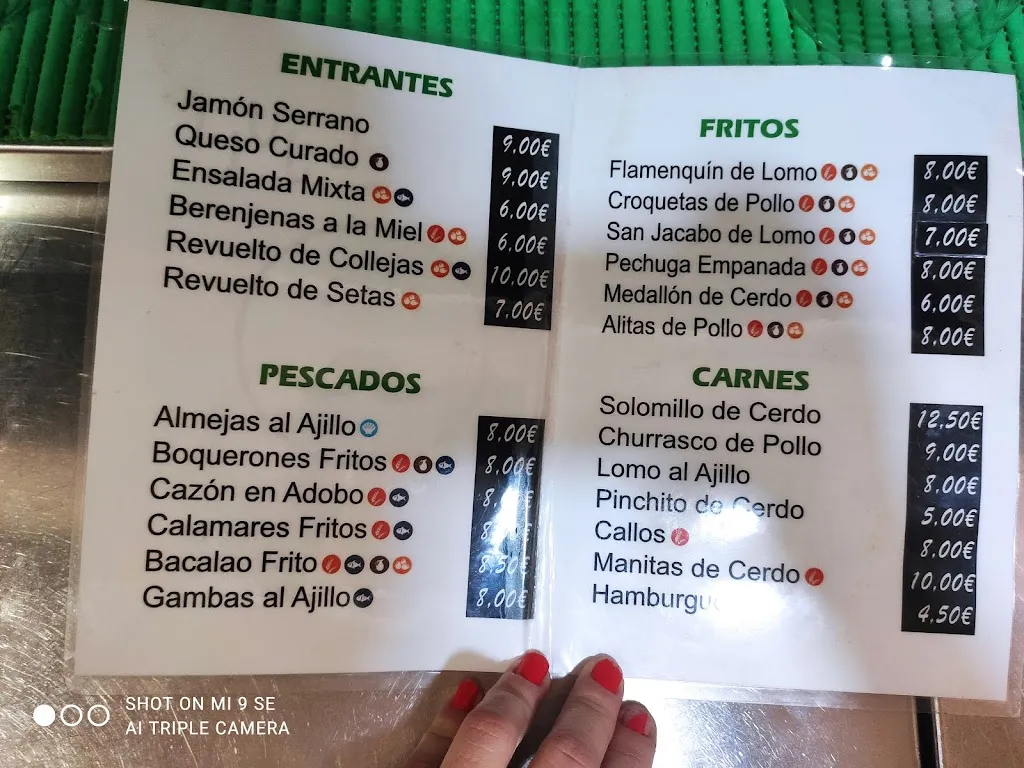 ENTRANTES
Jamón Serrano 9.00€
Queso Curado 9.00€
Ensalada Mixta 6.00€
Berenjenas a la Miel 6.00€
Revuelto de Collejas 10.00€
Revuelto de Setas 7.00€
PESCADOS
Almejas al Ajillo 8.00€
Boquerones Fritos 8.00€
Cazón en Adobo
Calamares Fritos
Bacalao Frito 8.50€
Gambas al Ajillo 8.00€
FRITOS
Flamenquín de Lomo 8.00€
Croquetas de Pollo 8.00€
San Jacabo de Lomo 7.00€
Pechuga Empanada 8.00€
Medallón de Cerdo 6.00€
Alitas de Pollo 8.00€
CARNES
Solomillo de Cerdo 12.50€
Churrasco de Pollo 9.00€
Lomo al Ajillo 8.00€
Pinchito de Cerdo 5.00€
Callos 8.00€
Manitas de Cerdo 10.00€
4.50€
SHOT ON MI 9 SE
AI TRIPLE CAMERA